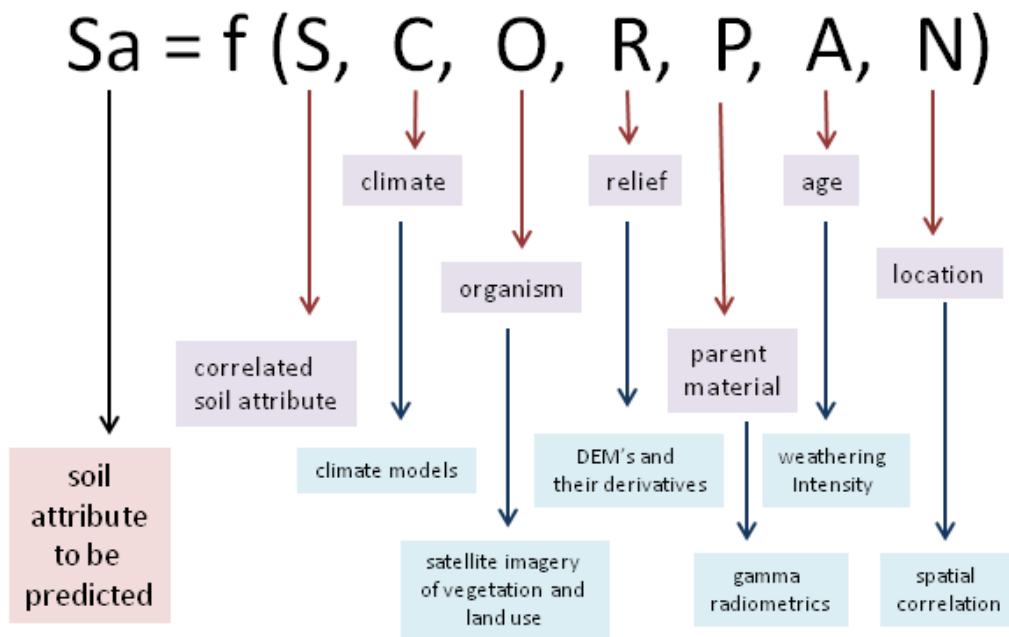 Sa = f (S, C, O, R, P, A, N)
climate
relief
age
organism
location
correlated
soil attribute
parent
material
soil
attribute
to be
predicted
climate models
DEM's and
their derivatives
weathering
Intensity
satellite imagery
of vegetation and
land use
gamma
radiometrics
spatial
correlation